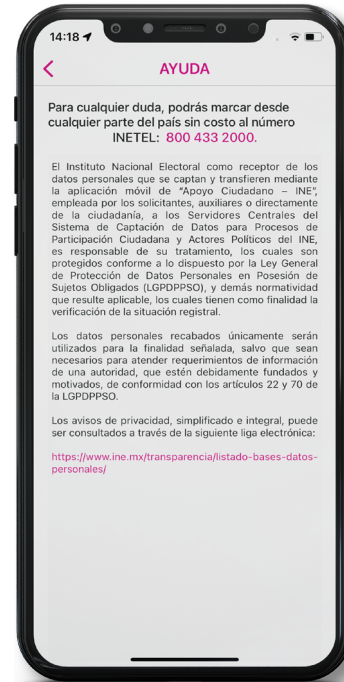 14:18
AYUDA
Para cualquier duda, podrás marcar desde
cualquier parte del país sin costo al número
INETEL: 800 433 2000.
El Instituto Nacional Electoral como receptor de los
datos personales que se captan y transfieren mediante
la aplicación móvil de “Apoyo Ciudadano – INE”,
empleada por los solicitantes, auxiliares o directamente
de la ciudadanía, a los Servidores Centrales del
Sistema de Captación de Datos para Procesos de
Participación Ciudadana y Actores Políticos del INE,
es responsable de su tratamiento, los cuales son
protegidos conforme a lo dispuesto por la Ley General
de Protección de Datos Personales en Posesión de
Sujetos Obligados (LGPDPPSO), y demás normatividad
que resulte aplicable, los cuales tienen como finalidad la
verificación de la situación registral.
Los datos personales recabados únicamente serán
utilizados para la finalidad señalada, salvo que sean
necesarios para atender requerimientos de información
de una autoridad, que estén debidamente fundados y
motivados, de conformidad con los artículos 22 y 70 de
la LGPDPPSO.
Los avisos de privacidad, simplificado e integral, puede
ser consultados a través de la siguiente liga electrónica:
https://www.ine.mx/transparencia/listado-bases-datos-
personales/